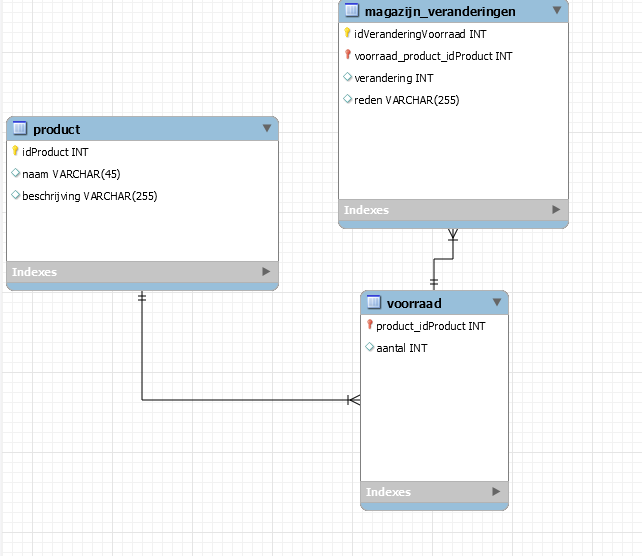 magazijn_veranderingen
idVeranderingVoorraad INT
voorraad_product_idProduct INT
verandering INT
reden VARCHAR(255)
Indexes
product
idProduct INT
naam VARCHAR(45)
beschrijving VARCHAR(255)
Indexes
voorraad
product_idProduct INT
aantal INT
Indexes